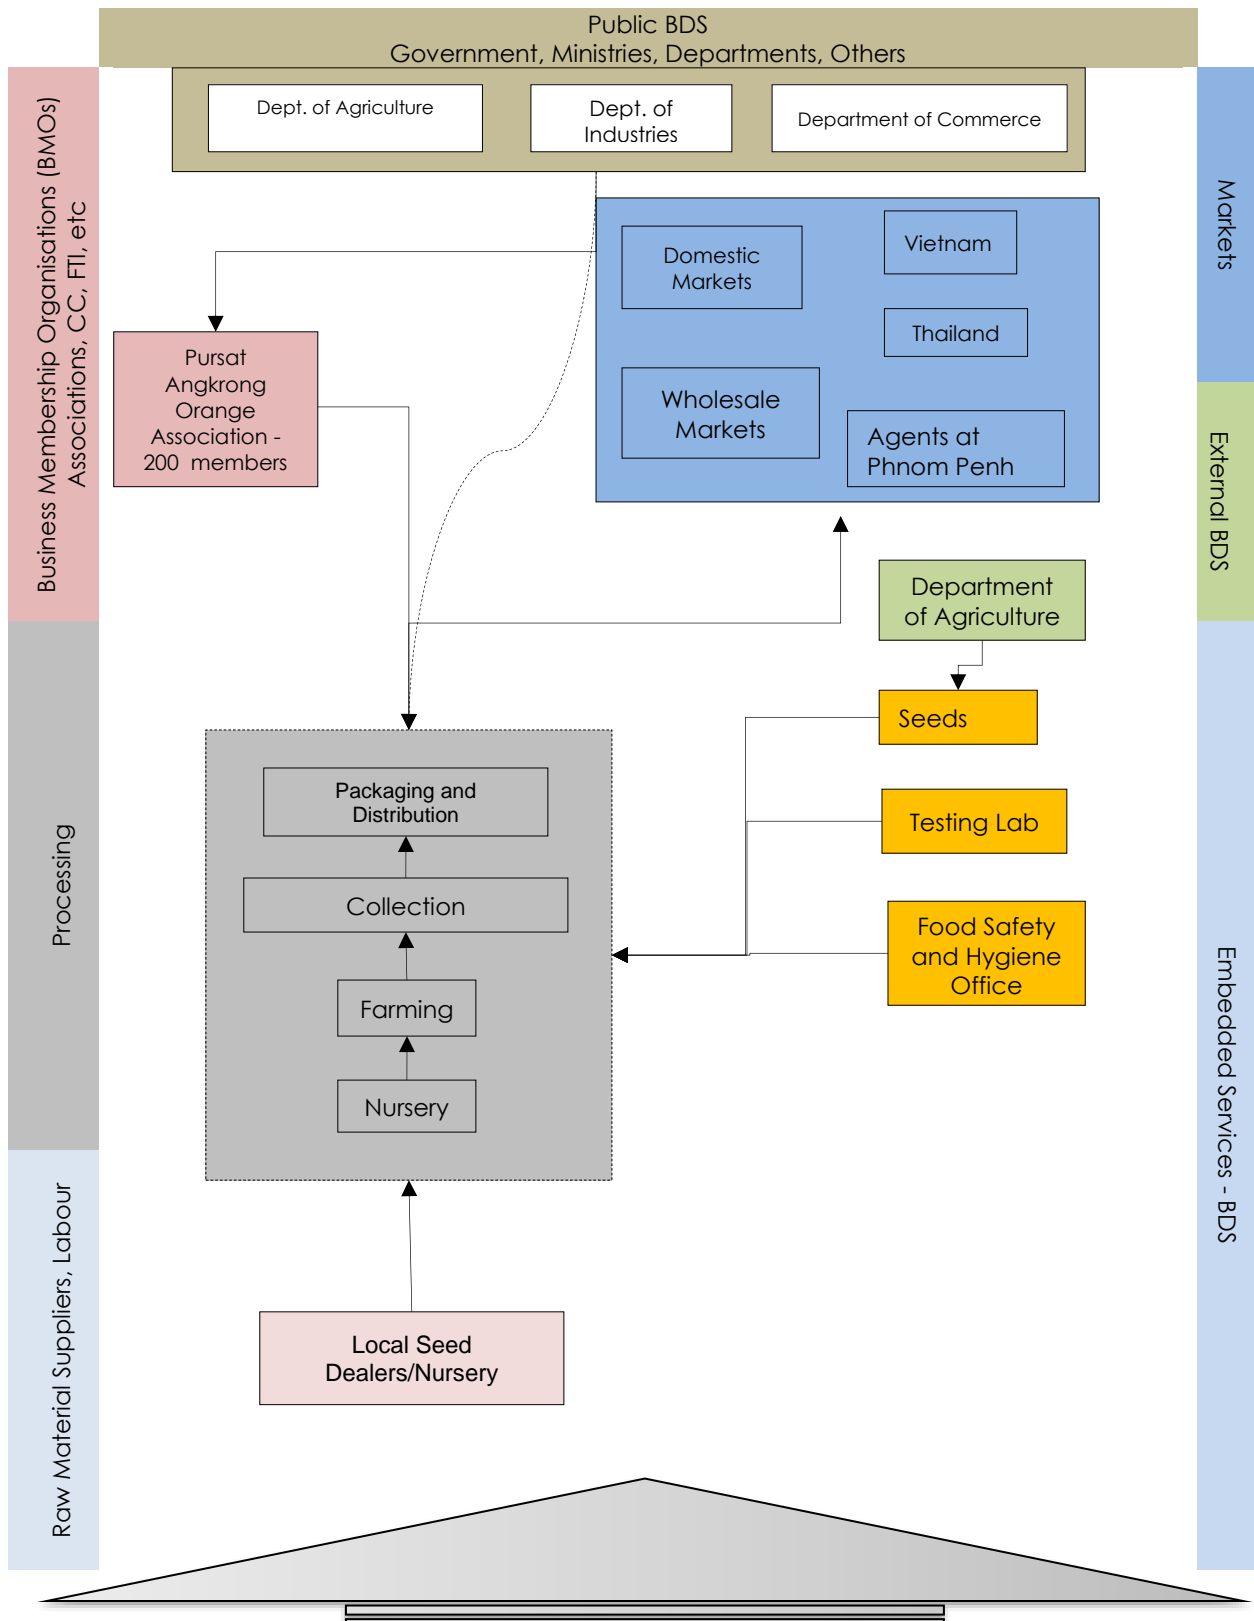 Public BDS
Government, Ministries, Departments, Others
Dept. of Agriculture
Dept. of
Industries
Department of Commerce
Business Membership Organisations (BMOs)
Associations, CC, FTI, etc
Processing
Raw Material Suppliers, Labour
Markets
External BDS
Embedded Services - BDS
Domestic
Markets
Vietnam
Thailand
Wholesale
Markets
Agents at
Phnom Penh
Pursat
Angkrong
Orange
Association -
200 members
Department
of Agriculture
Seeds
Testing Lab
Food Safety
and Hygiene
Office
Packaging and
Distribution
Collection
Farming
Nursery
Local Seed
Dealers/Nursery